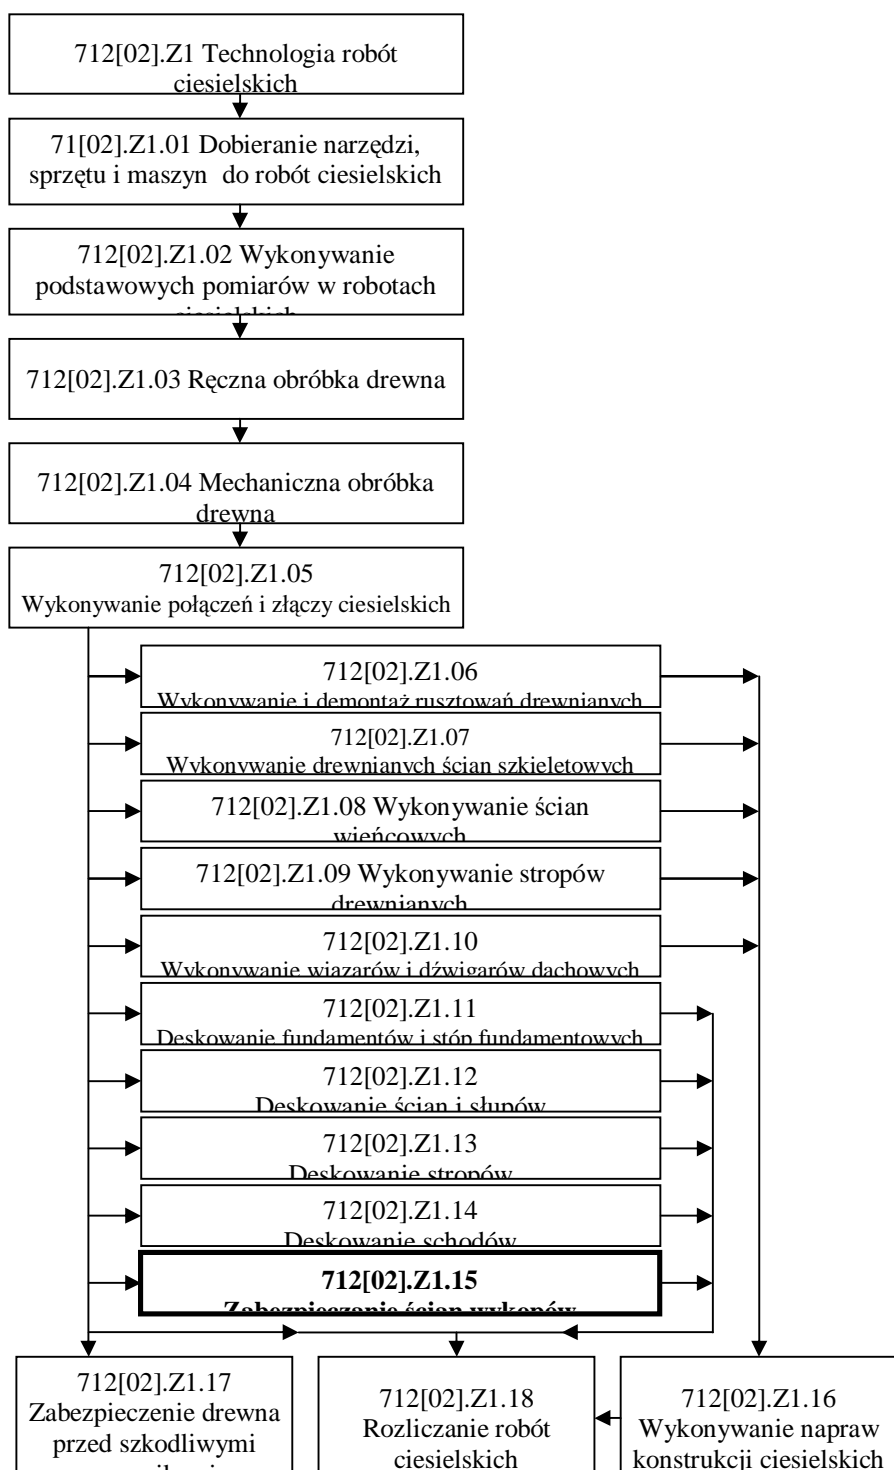 712[02].Z1 Technologia robót
ciesielskich
71[02].Z1.01 Dobieranie narzędzi,
sprzętu i maszyn do robót ciesielskich
712[02].Z1.02 Wykonywanie
podstawowych pomiarów w robotach
ciesielskich
712[02].Z1.03 Ręczna obróbka drewna
712[02].Z1.04 Mechaniczna obróbka
drewna
712[02].Z1.05
Wykonywanie połączeń i złączy ciesielskich
712[02].Z1.06
Wykonywanie i demontaż rusztowań drewnianych
712[02].Z1.07
Wykonywanie drewnianych ścian szkieletowych
712[02].Z1.08 Wykonywanie ścian
wieńcowych
712[02].Z1.09 Wykonywanie stropów
drewnianych
712[02].Z1.10
Wykonywanie wiązarów i dźwigarów dachowych
712[02].Z1.11
Deskowanie fundamentów i stóp fundamentowych
712[02].Z1.12
Deskowanie ścian i słupów
712[02].Z1.13
Deskowanie stropów
712[02].Z1.14
Deskowanie schodów
712[02].Z1.15
Zabezpieczanie ścian wykopów
712[02].Z1.17
Zabezpieczenie drewna
przed szkodliwymi
712[02].Z1.18
Rozliczanie robót
ciesielskich
712[02].Z1.16
Wykonywanie napraw
konstrukcji ciesielskich